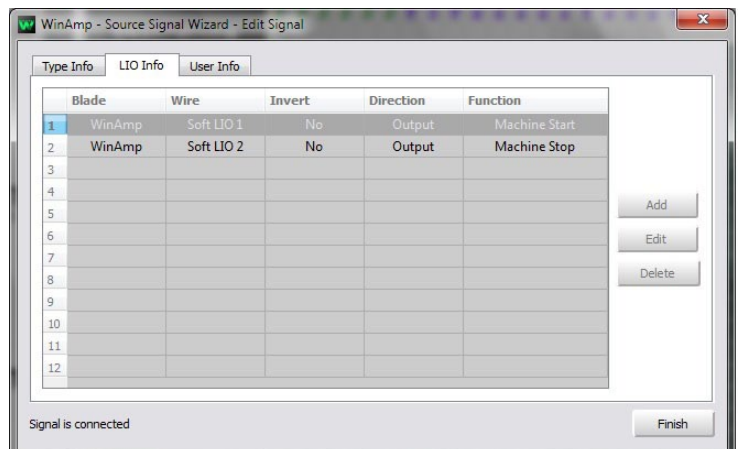 WinAmp - Source Signal Wizard - Edit Signal
Type Info LIO Info User Info
Blade Wire Invert Direction Function
1 WinAmp Soft LIO 1 No Output Machine Start
2 WinAmp Soft LIO 2 No Output Machine Stop
3
4
5
Add
6
Edit
7
8
Delete
9
10
11
12
Signal is connected Finish